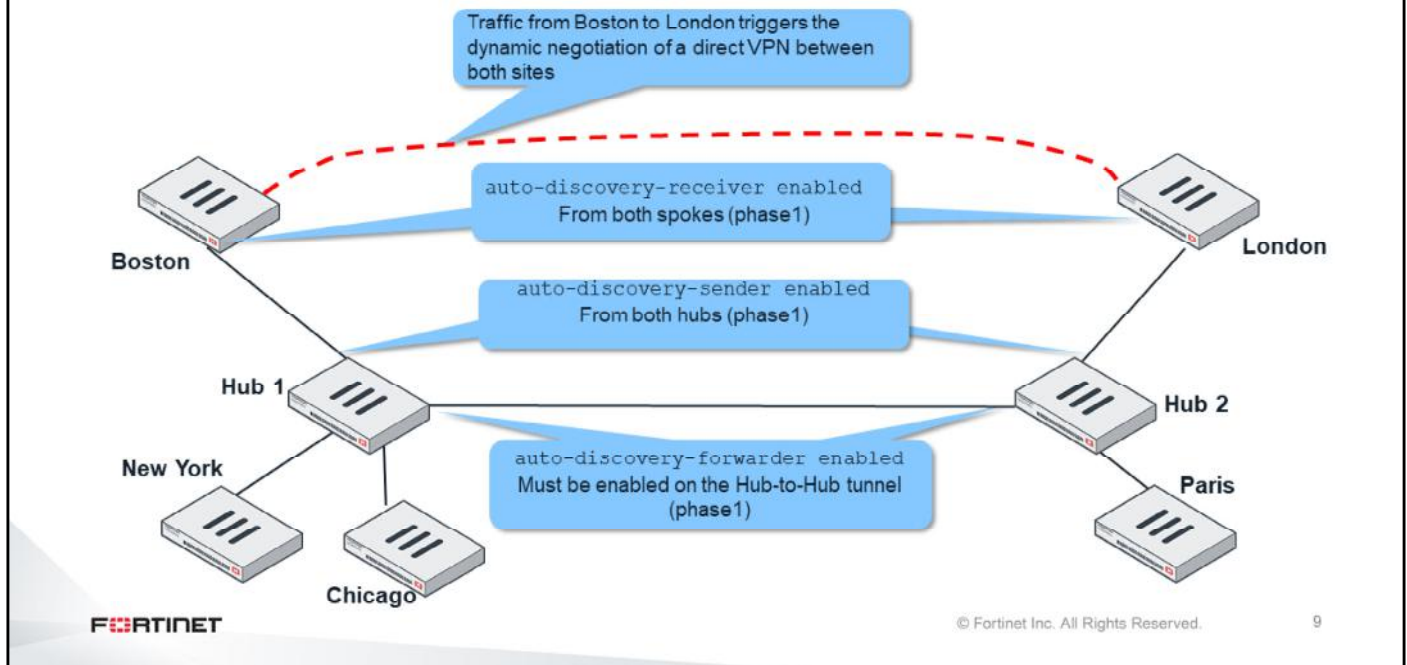 Traffic from Boston to London triggers the
dynamic negotiation of a direct VPN between
both sites
auto-discovery-receiver enabled
From both spokes (phase1)
Boston
London
auto-discovery-sender enabled
From both hubs (phase1)
Hub 1
Hub 2
auto-discovery-forwarder enabled
Must be enabled on the Hub-to-Hub tunnel
(phase1)
New York
Paris
Chicago
FORTINET
© Fortinet Inc. All Rights Reserved.
9